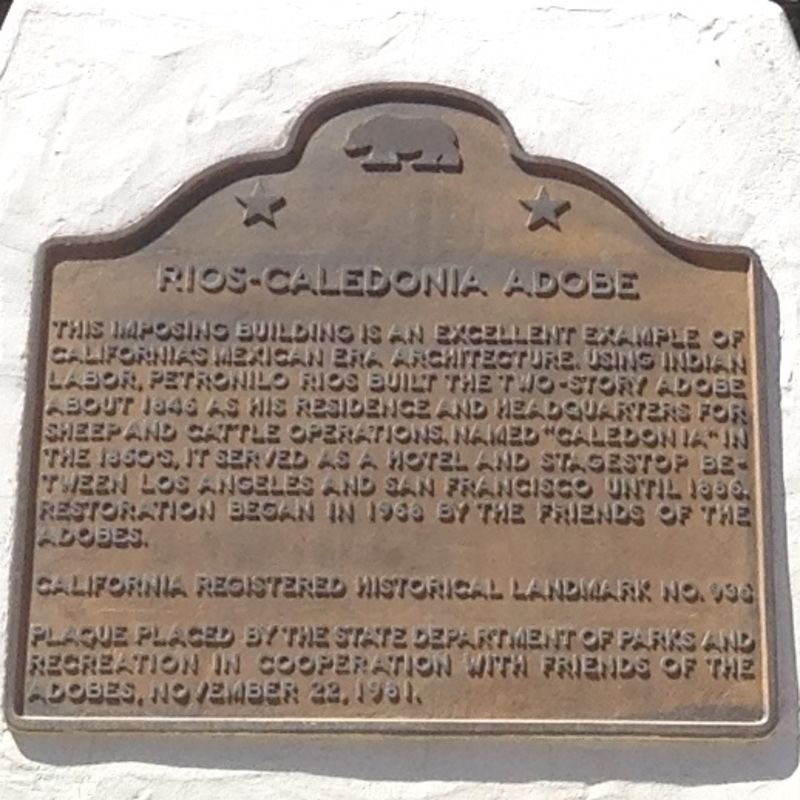 RIOS-CALEDONIA ADOBE
THIS IMPOSING BUILDING IS AN EXCELLENT EXAMPLE OF
CALIFORNIA'S MEXICAN ERA ARCHITECTURE. USING INDIAN
LABOR, PETRONILO RIOS BUILT THE TWO-STORY ADOBE
ABOUT 1846 AS HIS RESIDENCE AND HEADQUARTERS FOR
SHEEP AND CATTLE OPERATIONS. NAMED "CALEDONIA" IN
THE 1860'S, IT SERVED AS A HOTEL AND STAGESTOP BE-
TWEEN LOS ANGELES AND SAN FRANCISCO UNTIL 1886.
RESTORATION BEGAN IN 1968 BY THE FRIENDS OF THE
ADOBES.
CALIFORNIA REGISTERED HISTORICAL LANDMARK NO. 936
PLAQUE PLACED BY THE STATE DEPARTMENT OF PARKS AND
RECREATION IN COOPERATION WITH FRIENDS OF THE
ADOBES, NOVEMBER 22, 1981.